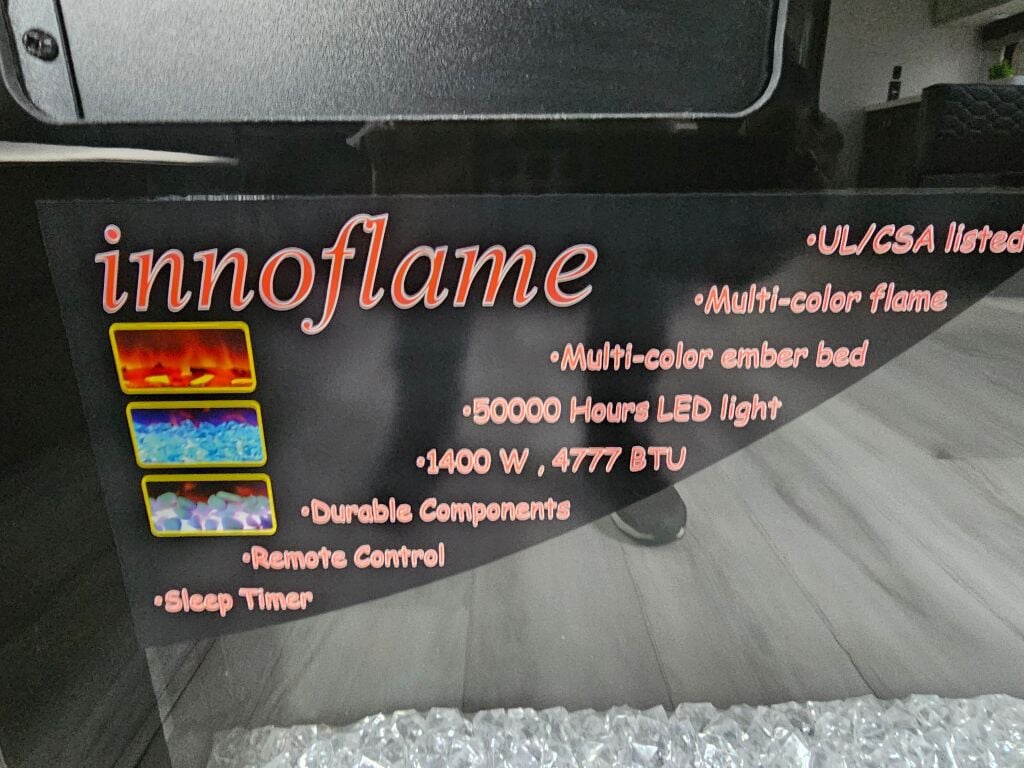 innoflame
•UL/CSA listed
•Multi-color flame
•Multi-color ember bed
•50000 Hours LED light
•1400 W , 4777 BTU
•Durable Components
•Remote Control
•Sleep Timer